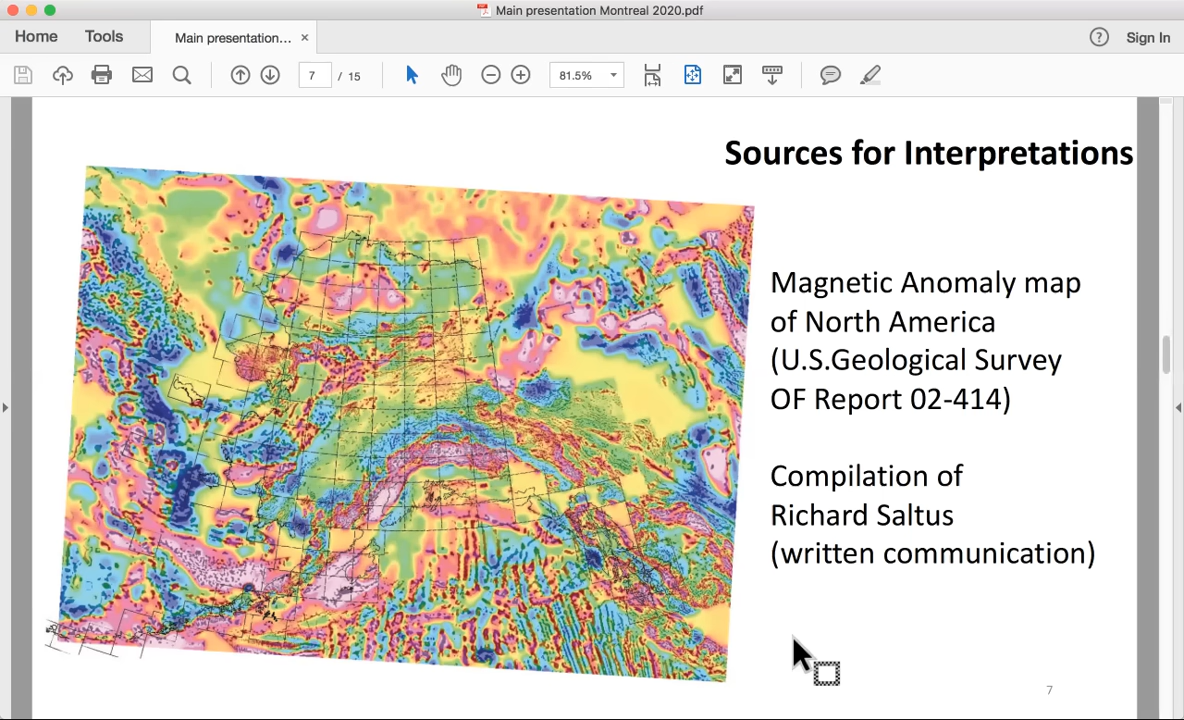 Main presentation Montreal 2020.pdf
Home
Tools
Main presentation... ×
? Sign In
7 / 15
81.5%
Sources for Interpretations
Magnetic Anomaly map
of North America
(U.S.Geological Survey
OF Report 02-414)
Compilation of
Richard Saltus
(written communication)
7